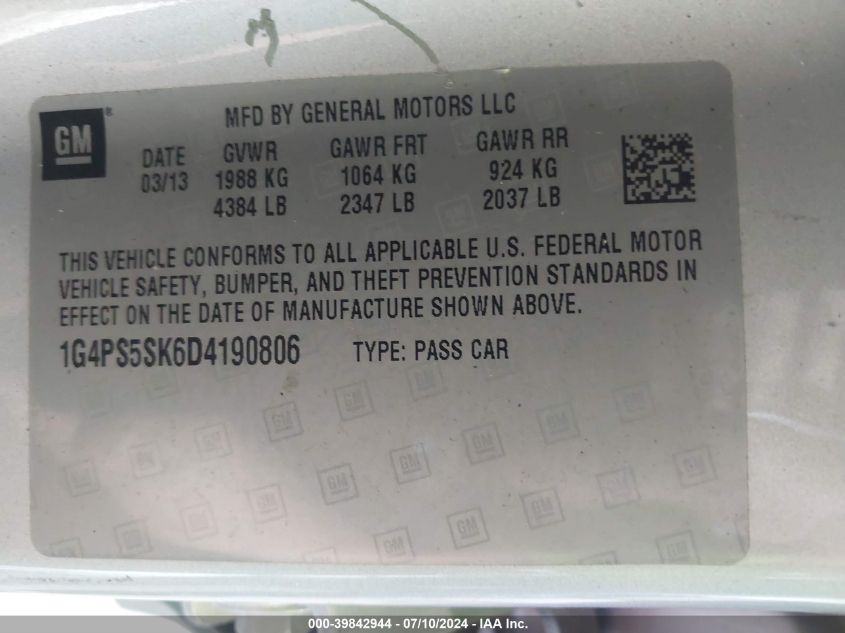 GM
MFD BY GENERAL MOTORS LLC
DATE GVWR GAWR FRT GAWR RR
03/13 1988 KG 1064 KG 924 KG
4384 LB 2347 LB 2037 LB
THIS VEHICLE CONFORMS TO ALL APPLICABLE U.S. FEDERAL MOTOR
VEHICLE SAFETY, BUMPER, AND THEFT PREVENTION STANDARDS IN
EFFECT ON THE DATE OF MANUFACTURE SHOWN ABOVE.
1G4PS5SK6D4190806 TYPE: PASS CAR
000-39842944 - 07/10/2024 - IAA Inc.